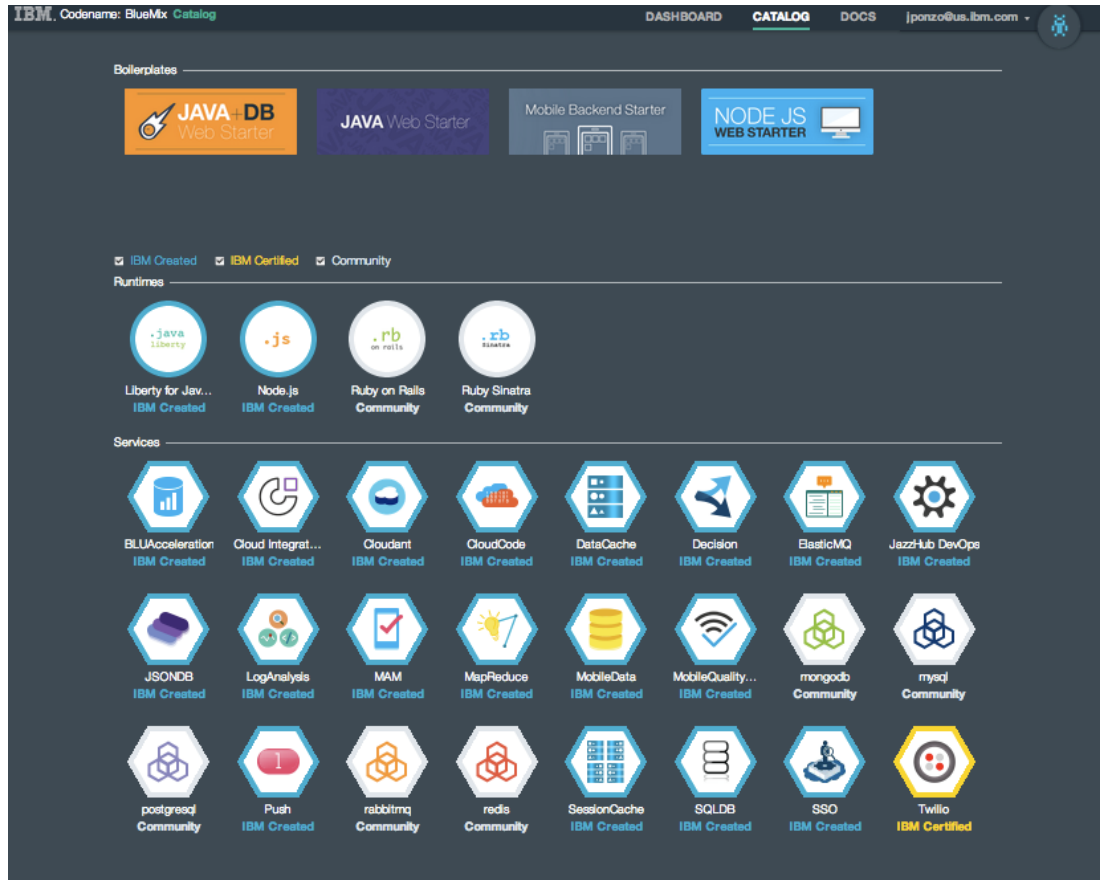 IBM. Codename: BlueMix Catalog
DASHBOARD CATALOG DOCS jponzo@us.ibm.com
Boilerplates
JAVA+DB
Web Starter
JAVA Web Starter
Mobile Backend Starter
NODE JS
WEB STARTER
IBM Created IBM Certified Community
Runtimes
.java
liberty
.js
.rb
on rails
.rb
Sinatra
Liberty for Jav... Node.js Ruby on Rails Ruby Sinatra
IBM Created IBM Created Community Community
Services
BLUAcceleration Cloud Integrat... Cloudant CloudCode DataCache Decision ElasticMQ JazzHub DevOps
IBM Created IBM Created IBM Created IBM Created IBM Created IBM Created IBM Created IBM Created
JSONDB LogAnalysis MAM MapReduce MobileData MobileQuality... mongodb mysql
IBM Created IBM Created IBM Created IBM Created IBM Created IBM Created Community Community
1
postgresql Push rabbitmq redis SessionCache SQLDB SSO Twilio
Community IBM Created Community Community IBM Created IBM Created IBM Created IBM Certified